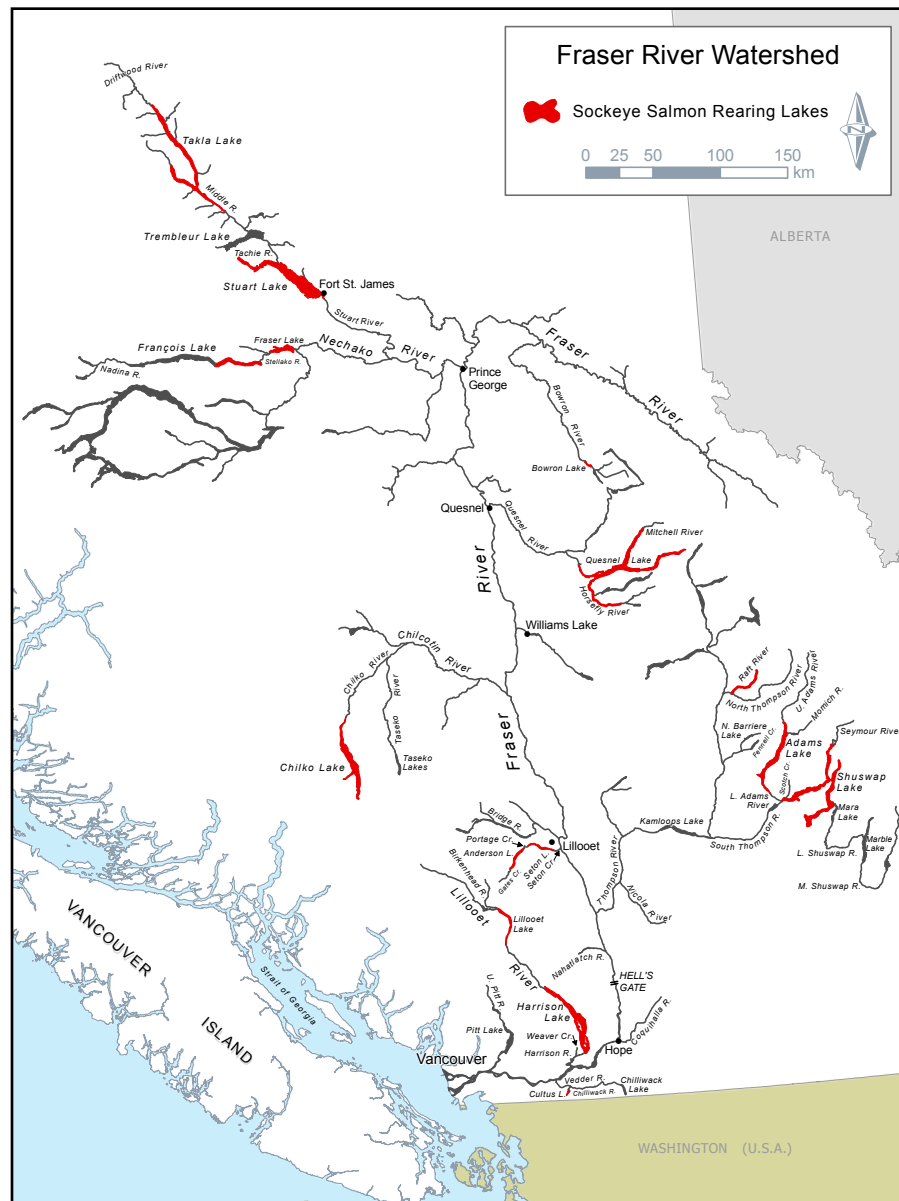 Fraser River Watershed
Sockeye Salmon Rearing Lakes
N
0 25 50 100 150
km
ALBERTA
Driftwood River
Takla Lake
Middle R.
Trembleur Lake
Tachie R.
Stuart Lake
Fort St. James
Stuart River
François Lake
Fraser Lake
Stellako R.
Nadina R.
Nechako River
Prince
George
Fraser River
Bowron River
Bowron Lake
Quesnel
Quesnel River
Mitchell River
Quesnel Lake
Horsefly River
River
Williams Lake
Chilcotin River
Chilko River
Taseko River
Chilko Lake
Taseko
Lakes
Fraser
Raft River
North Thompson River
U. Adams River
Momich R.
N. Barriere
Lake
Fennell Cr.
Adams
Lake
Seymour River
Scotch Cr.
Shuswap
Lake
L. Adams
River
Mara
Lake
Kamloops Lake
South Thompson R.
Marble
Lake
L. Shuswap R.
M. Shuswap R.
Bridge R.
Portage Cr.
Anderson L.
Gates Cr.
Seton L.
Seton Cr.
Lillooet
Birkenhead R.
Lillooet
Lillooet
Lake
River
Thompson River
Nicola River
Nahatlatch R.
HELL'S
GATE
Harrison
Lake
Weaver Cr.
Harrison R.
Hope
Coquihalla R.
U. Pitt R.
Pitt Lake
Vancouver
Vedder R.
Chilliwack
Lake
Cultus L.
Chilliwack R.
VANCOUVER
ISLAND
Strait of Georgia
WASHINGTON (U.S.A.)